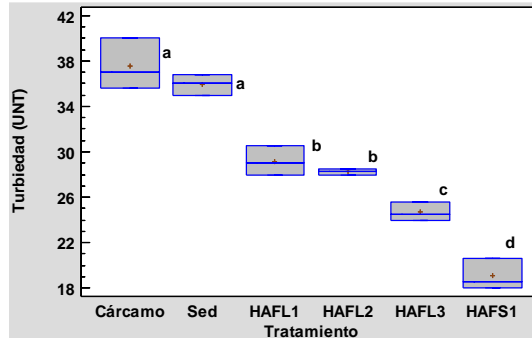 Turbiedad (UNT)
42
38
34
30
26
22
18
a
a
b
b
c
d
Cárcamo Sed HAFL1 HAFL2 HAFL3 HAFS1
Tratamiento